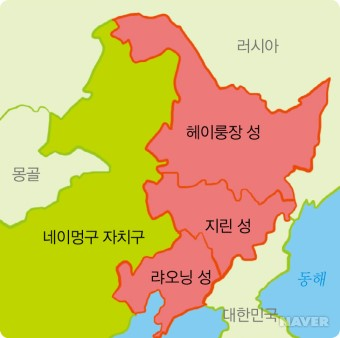 러시아
헤이룽장 성
몽골
지린 성
네이멍구 자치구
랴오닝 성
동해
대한민국
NAVER